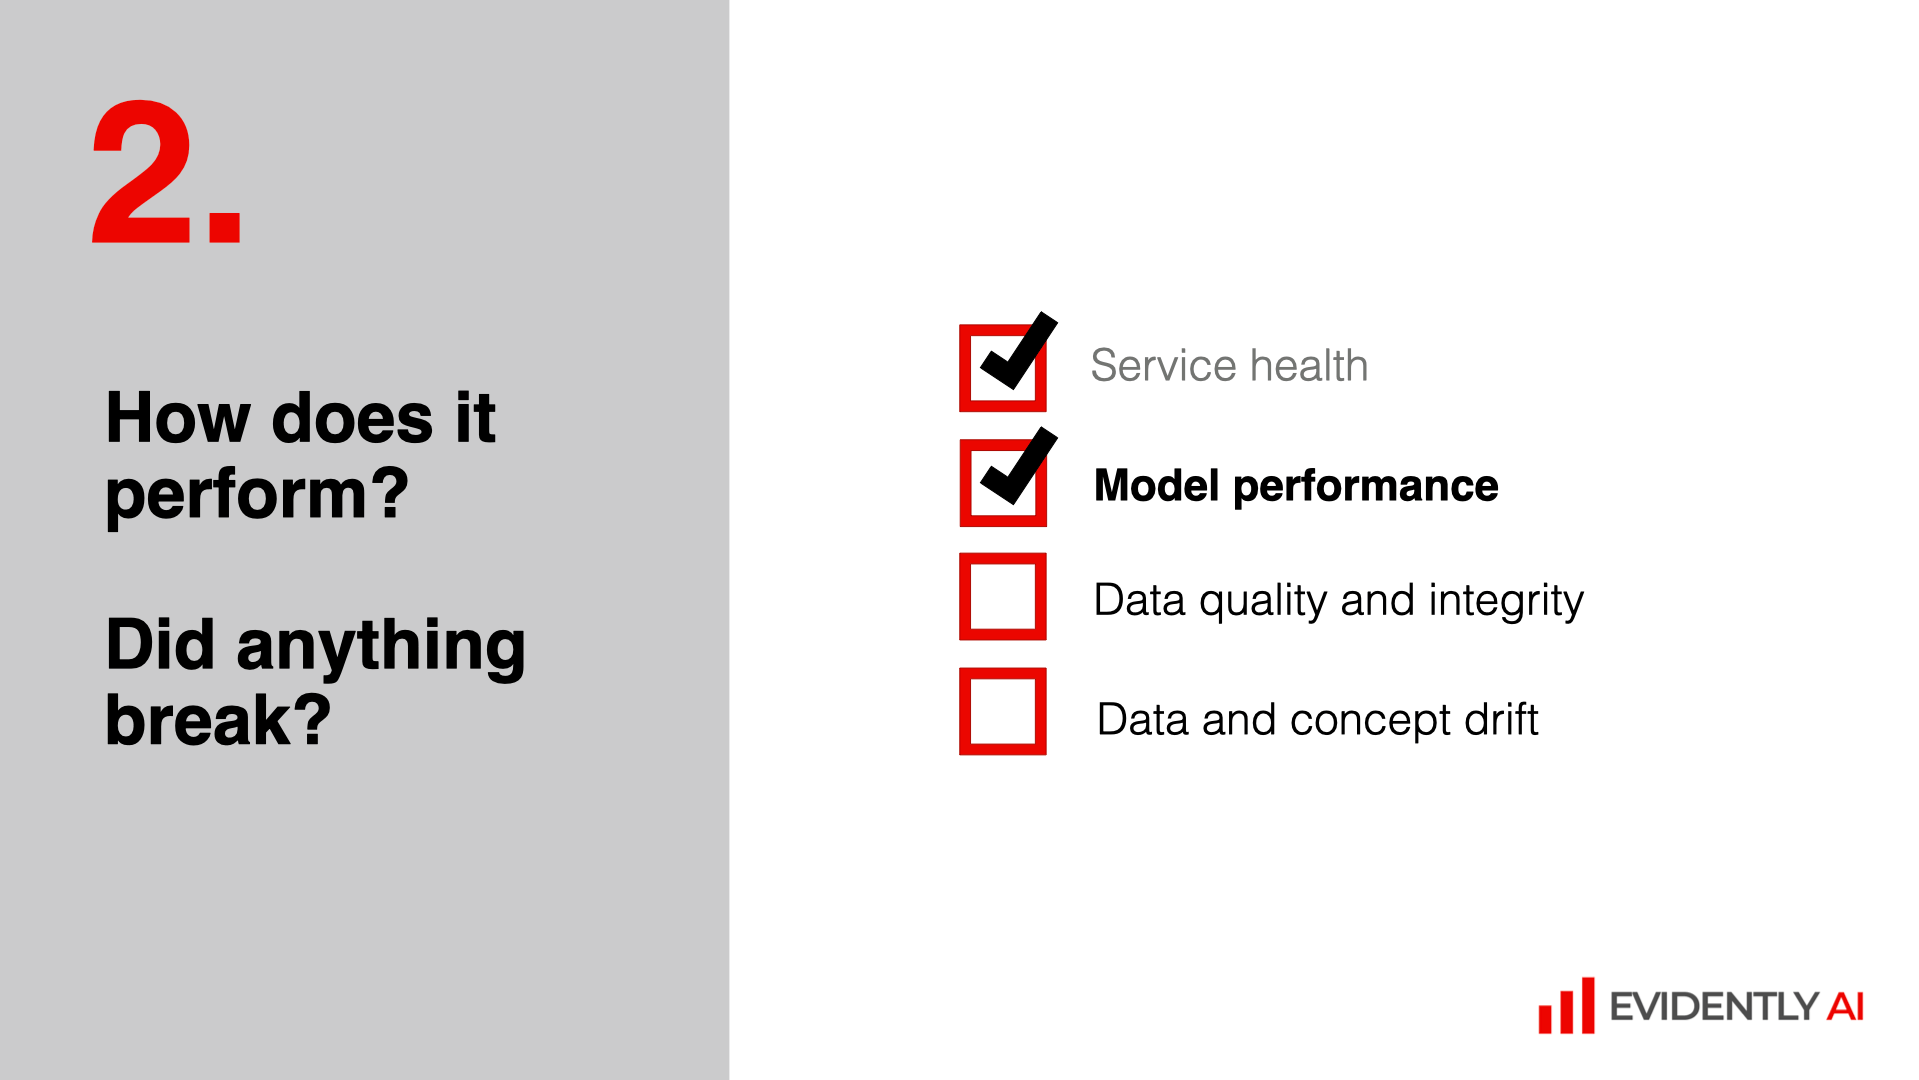 2.
How does it
perform?
Did anything
break?
Service health
Model performance
Data quality and integrity
Data and concept drift
EVIDENTLY AI